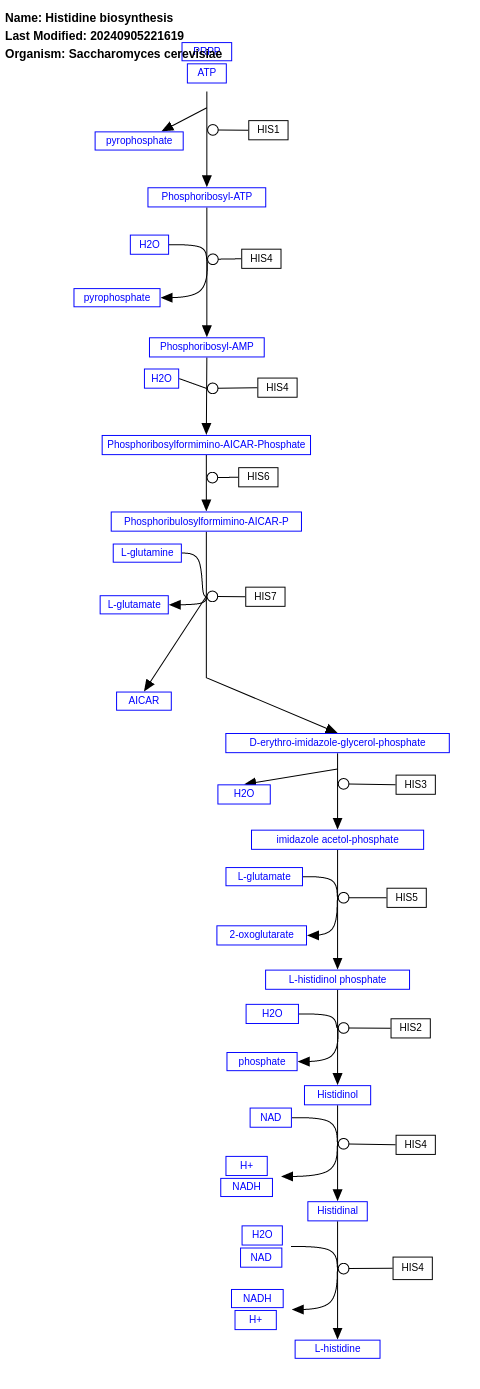 Name: Histidine biosynthesis
Last Modified: 20240905221619
PRPP
Organism: Saccharomyces cerevisiae
ATP
HIS1
pyrophosphate
Phosphoribosyl-ATP
H2O
HIS4
pyrophosphate
Phosphoribosyl-AMP
H2O
HIS4
Phosphoribosylformimino-AICAR-Phosphate
HIS6
Phosphoribulosylformimino-AICAR-P
L-glutamine
HIS7
L-glutamate
AICAR
D-erythro-imidazole-glycerol-phosphate
HIS3
H2O
imidazole acetol-phosphate
L-glutamate
HIS5
2-oxoglutarate
L-histidinol phosphate
H2O
HIS2
phosphate
Histidinol
NAD
HIS4
H+
NADH
Histidinal
H2O
NAD
HIS4
NADH
H+
L-histidine